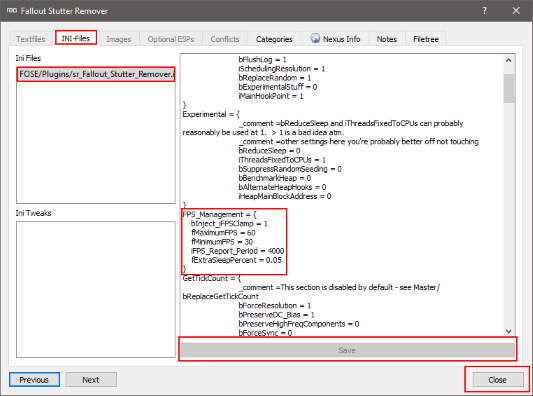 Fallout Stutter Remover
Textfiles INI-Files Images Optional ESPs Conflicts Categories Nexus Info Notes Filetree
Ini Files
FOSE/Plugins/sr_Fallout_Stutter_Remover.
Ini Tweaks
bFlushLog = 1
iSchedulingResolution = 1
bReplaceRandom = 1
bExperimentalStuff = 0
iMainHookPoint = 1
}
Experimental = {
_comment =bReduceSleep and iThreadsFixedToCPUs can probably
reasonably be used at 1.  > 1 is a bad idea atm.
_comment =other settings here you're probably better off not touching
bReduceSleep = 0
iThreadsFixedToCPUs = 1
bSuppressRandomSeeding = 0
bBenchmarkHeap = 0
bAlternateHeapHooks = 0
iHeapMainBlockAddress = 0
}
FPS_Management = {
bInject_iFPSClamp = 1
fMaximumFPS = 60
fMinimumFPS = 30
iFPS_Report_Period = 4000
fExtraSleepPercent = 0.05
}
GetTickCount = {
_comment =This section is disabled by default - see Master/
bReplaceGetTickCount
bForceResolution = 1
bPreserveDC_Bias = 1
bPreserveHighFreqComponents = 0
bForceSync = 0
Save
Previous Next Close